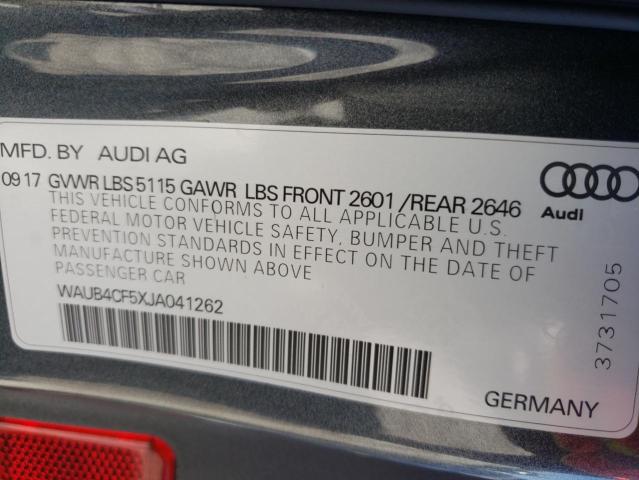 MFD. BY AUDI AG
09 17 GVWR LBS 5115 GAWR LBS FRONT 2601 /REAR 2646
THIS VEHICLE CONFORMS TO ALL APPLICABLE U.S.
FEDERAL MOTOR VEHICLE SAFETY, BUMPER AND THEFT
PREVENTION STANDARDS IN EFFECT ON THE DATE OF
MANUFACTURE SHOWN ABOVE
PASSENGER CAR
WAUB4CF5XJA041262
Audi
3731705
GERMANY